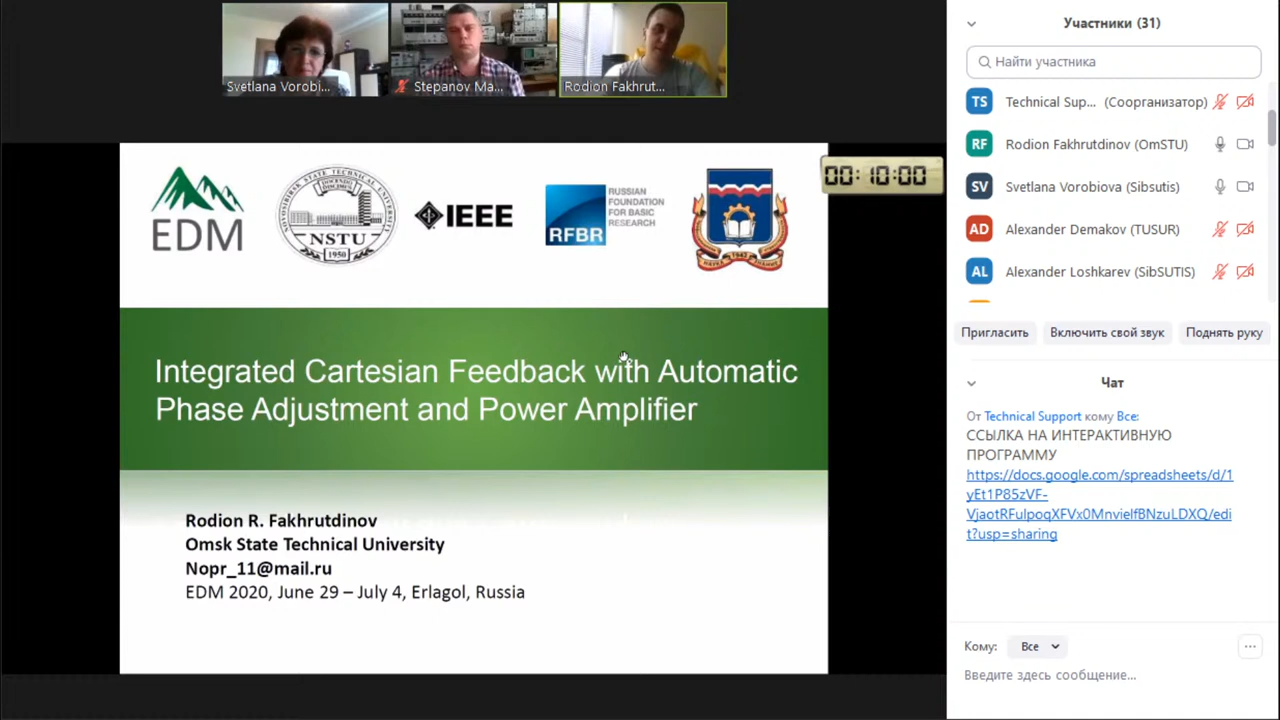 Svetlana Vorobi...
Stepanov Ma...
Rodion Fakhrut...
EDM
NSTU
1950
IEEE
RFBR
RUSSIAN
FOUNDATION
FOR BASIC
RESEARCH
НАУКА 1942 ЗНАНИЕ
00:10:00
Integrated Cartesian Feedback with Automatic
Phase Adjustment and Power Amplifier
Rodion R. Fakhrutdinov
Omsk State Technical University
Nopr_11@mail.ru
EDM 2020, June 29 – July 4, Erlagol, Russia
Участники (31)
Найти участника
TS Technical Sup... (Соорганизатор)
RF Rodion Fakhrutdinov (OmSTU)
SV Svetlana Vorobiova (Sibsutis)
AD Alexander Demakov (TUSUR)
AL Alexander Loshkarev (SibSUTIS)
Пригласить Включить свой звук Поднять руку
Чат
От Technical Support кому Все:
ССЫЛКА НА ИНТЕРАКТИВНУЮ
ПРОГРАММУ
https://docs.google.com/spreadsheets/d/1
yEt1P85zVF-
VjaotRFulpoqXFVx0MnvielfBNzuLDXQ/edi
t?usp=sharing
Кому: Все
Введите здесь сообщение...